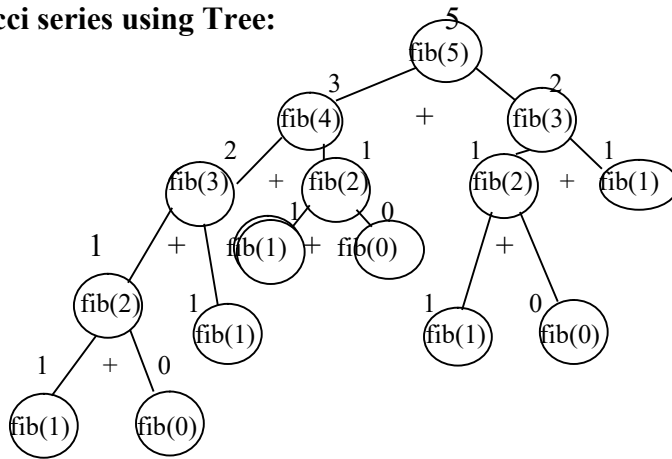 cci series using Tree:
5
fib(5)
3
2
fib(4)
+
fib(3)
2
1
1
1
fib(3)
+
fib(2)
fib(2)
+
fib(1)
1
0
1
+
fib(1)
+
fib(0)
+
fib(2)
1
fib(1)
1
fib(1)
0
fib(0)
1
+
0
fib(1)
fib(0)